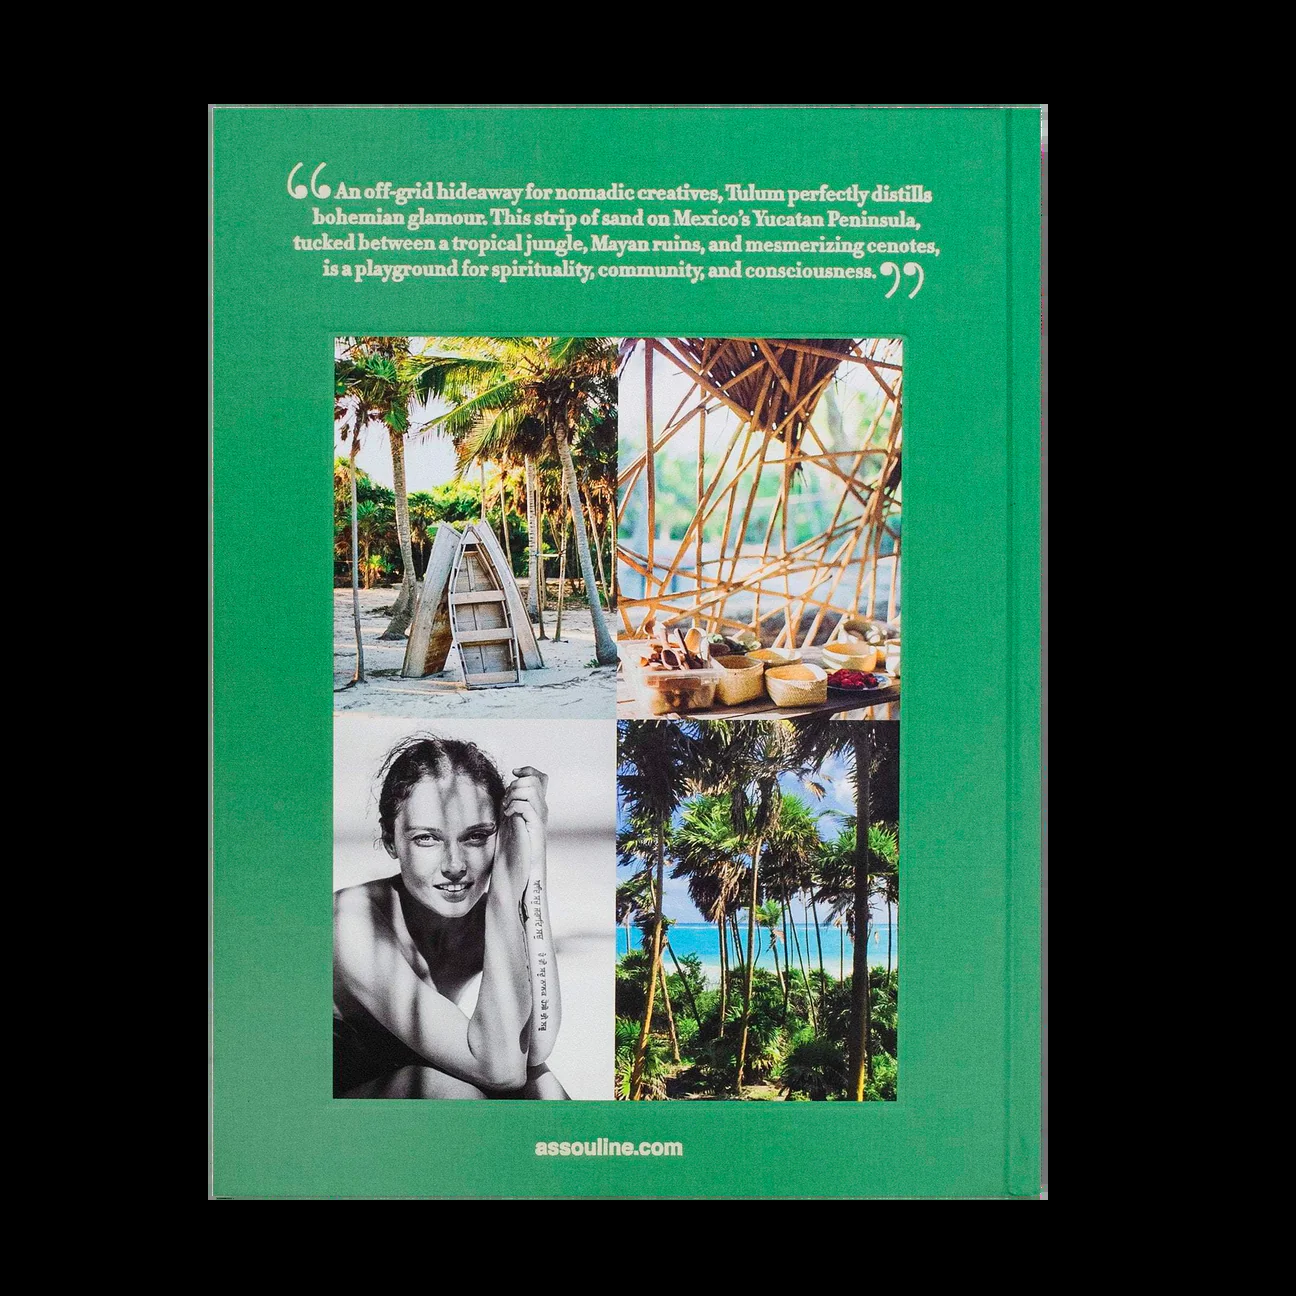 “An off-grid hideaway for nomadic creatives, Tulum perfectly distills
bohemian glamour. This strip of sand on Mexico’s Yucatan Peninsula,
tucked between a tropical jungle, Mayan ruins, and mesmerizing cenotes,
is a playground for spirituality, community, and consciousness.”
assouline.com